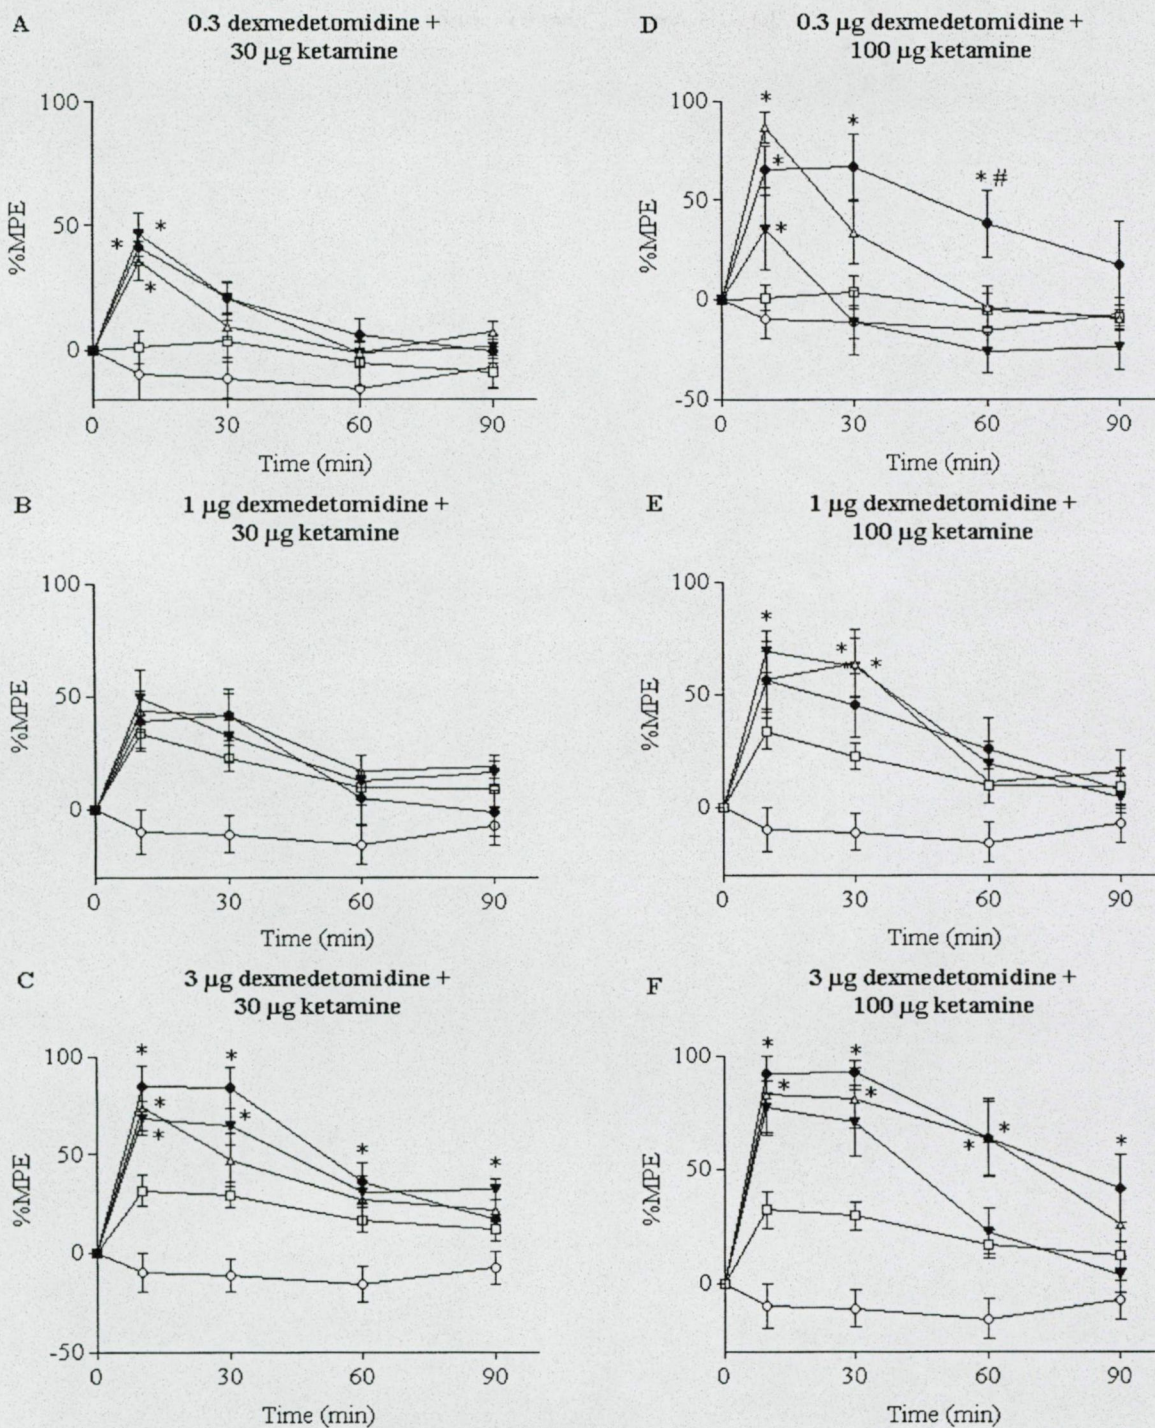 A
0.3 dexmedetomidine +
30 µg ketamine
100
50
0
%MPE
0 30 60 90
Time (min)
* * *
D
0.3 µg dexmedetomidine +
100 µg ketamine
100
50
0
-50
%MPE
0 30 60 90
Time (min)
* * * * * #
B
1 µg dexmedetomidine +
30 µg ketamine
100
50
0
%MPE
0 30 60 90
Time (min)
E
1 µg dexmedetomidine +
100 µg ketamine
100
50
0
%MPE
0 30 60 90
Time (min)
* * *
C
3 µg dexmedetomidine +
30 µg ketamine
100
50
0
-50
%MPE
0 30 60 90
Time (min)
* * * * * * *
F
3 µg dexmedetomidine +
100 µg ketamine
100
50
0
%MPE
0 30 60 90
Time (min)
* * * * * * *